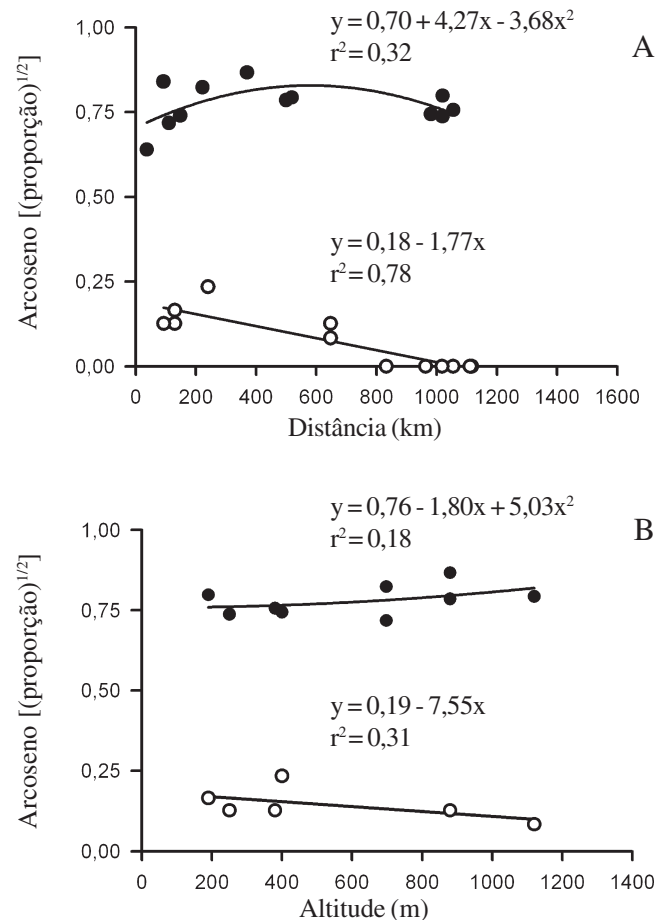 y = 0,70 + 4,27x - 3,68x²
r² = 0,32
A
1,00
0,75
0,50
0,25
0,00
Arcoseno [(proporção)^1/2]
y = 0,18 - 1,77x
r² = 0,78
0 200 400 600 800 1000 1200 1400 1600
Distância (km)
y = 0,76 - 1,80x + 5,03x²
r² = 0,18
B
1,00
0,75
0,50
0,25
0,00
Arcoseno [(proporção)^1/2]
y = 0,19 - 7,55x
r² = 0,31
0 200 400 600 800 1000 1200 1400
Altitude (m)